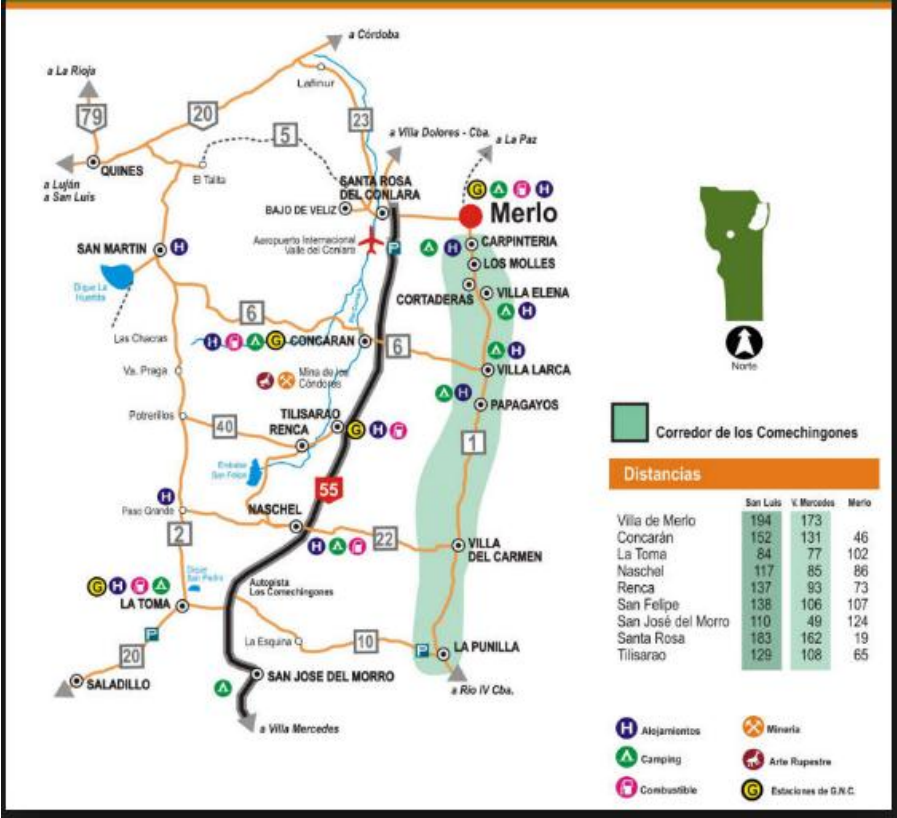 a Córdoba
a La Rioja
Lafinur
79
20
23
5
a Villa Dolores - Cba.
a La Paz
QUINES
El Talita
a Luján
a San Luis
SANTA ROSA
DEL CONLARA
G
H
BAJO DE VELIZ
Merlo
Aeropuerto Internacional
Valle del Conlara
P
H
CARPINTERIA
SAN MARTIN
H
LOS MOLLES
Dique La
Huertita
CORTADERAS
VILLA ELENA
H
6
Las Chacras
H
G
CONCARAN
6
H
VILLA LARCA
Va. Praga
Mina de los
Cóndores
H
PAPAGAYOS
Potrerillos
40
TILISARAO
RENCA
G
H
1
Embalse
San Felipe
55
H
Paso Grande
NASCHEL
2
22
H
VILLA
DEL CARMEN
Dique
San Pedro
G
H
Autopista
Los Comechingones
LA TOMA
P
La Esquina
10
P
LA PUNILLA
20
SALADILLO
SAN JOSE DEL MORRO
a Rio IV Cba.
a Villa Mercedes
Norte
Corredor de los Comechingones
Distancias
San Luis V. Mercedes Merlo
Villa de Merlo 194 173
Concarán 152 131 46
La Toma 84 77 102
Naschel 117 85 86
Renca 137 93 73
San Felipe 138 106 107
San José del Morro 110 49 124
Santa Rosa 183 162 19
Tilisarao 129 108 65
H Alojamientos
Mineria
Camping
Arte Rupestre
Combustible
G Estaciones de G.N.C.